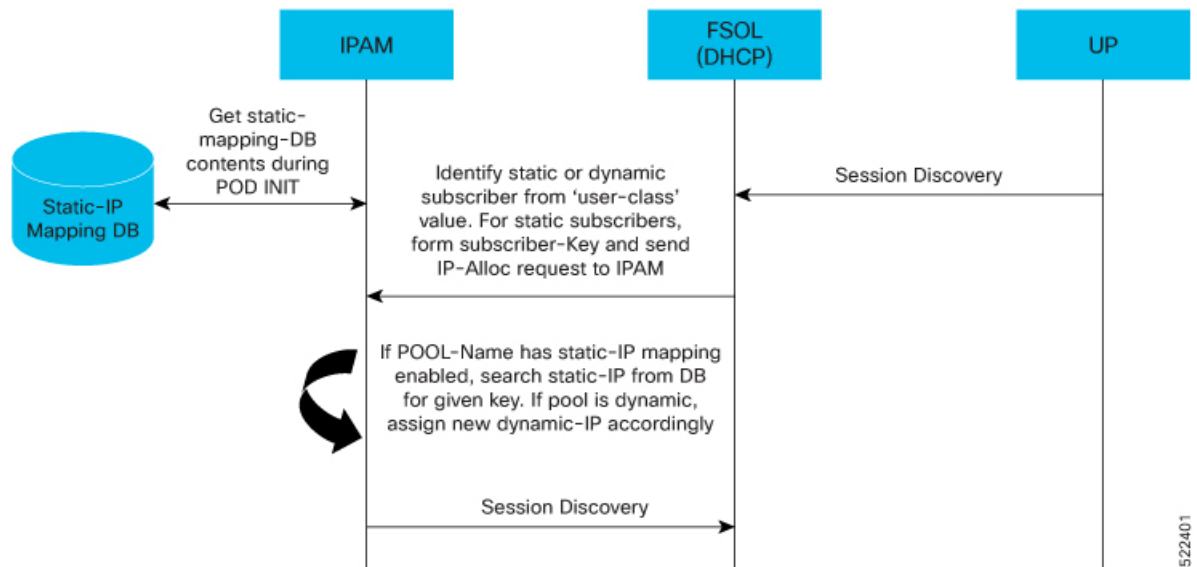 IPAM
FSOL
(DHCP)
UP
Get static-
mapping-DB
contents during
POD INIT
Static-IP
Mapping DB
Session Discovery
Identify static or dynamic
subscriber from ‘user-class’
value. For static subscribers,
form subscriber-Key and send
IP-Alloc request to IPAM
If POOL-Name has static-IP mapping
enabled, search static-IP from DB
for given key. If pool is dynamic,
assign new dynamic-IP accordingly
Session Discovery
522401